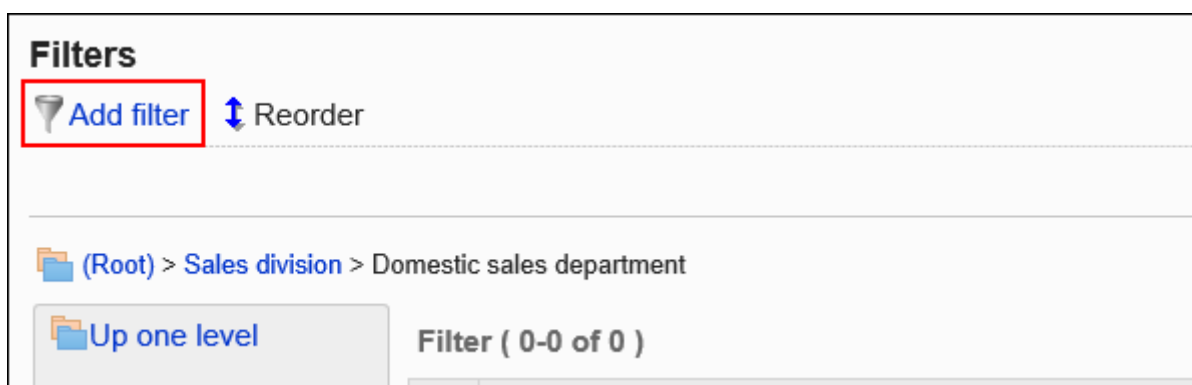 Filters
Add filter Reorder
(Root) > Sales division > Domestic sales department
Up one level
Filter ( 0-0 of 0 )